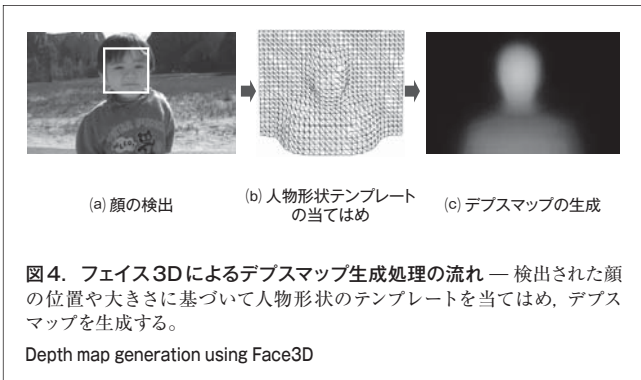 (a) 顔の検出
(b) 人物形状テンプレート
の当てはめ
(c) デプスマップの生成
図4. フェイス3Dによるデプスマップ生成処理の流れ — 検出された顔
の位置や大きさに基づいて人物形状のテンプレートを当てはめ, デプス
マップを生成する。
Depth map generation using Face3D